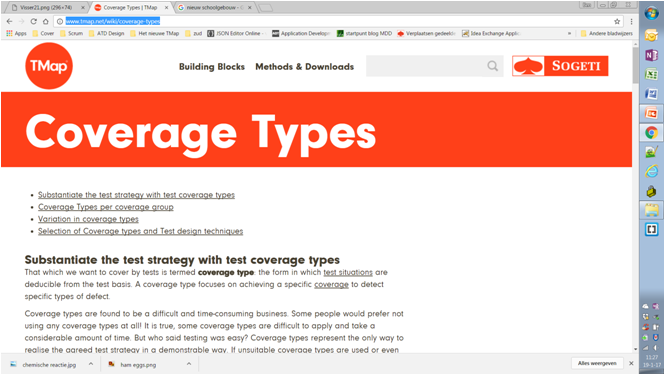 Visser21.png (296×74)
Coverage Types | TMap
nieuw schoolgebouw - G
www.tmap.net/wiki/coverage-types
Apps Cover Scrum ATD Design Het nieuwe TMap zud JSON Editor Online - Application Develop startpunt blog MDD Verplaatsen gedeeld Idea Exchange Applic » Andere bladwijzers
TMap
Building Blocks Methods & Downloads
SOGETI
Coverage Types
Substantiate the test strategy with test coverage types
Coverage Types per coverage group
Variation in coverage types
Selection of Coverage types and Test design techniques
Substantiate the test strategy with test coverage types
That which we want to cover by tests is termed coverage type: the form in which test situations are
deducible from the test basis. A coverage type focuses on achieving a specific coverage to detect
specific types of defect.
Coverage types are found to be a difficult and time-consuming business. Some people would prefer not
using any coverage types at all! It is true, some coverage types are difficult to apply and take a
considerable amount of time. But who said testing was easy? Coverage types represent the only way to
realise the agreed test strategy in a demonstrable way. If unsuitable coverage types are used or even
chemische reactie.jpg
ham eggs.png
Alles weergeven
11:27
19-1-17